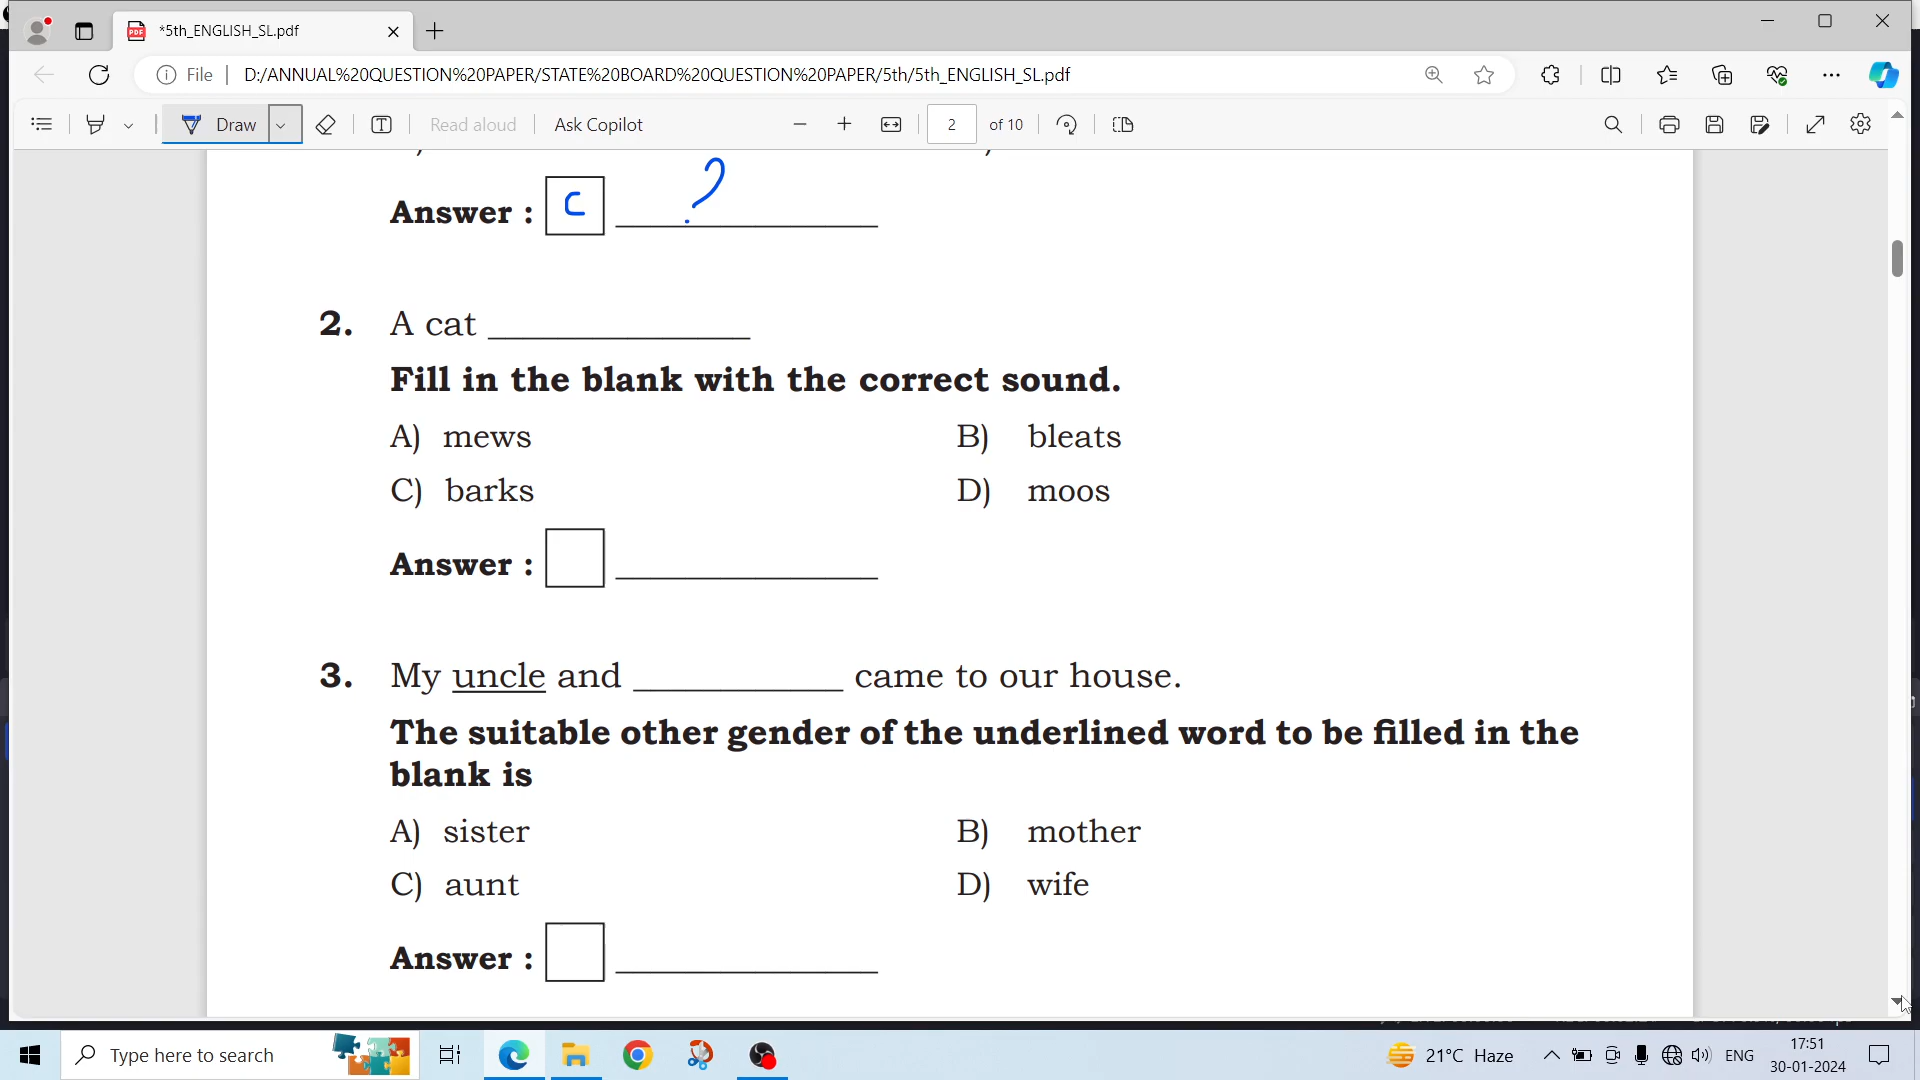 *5th_ENGLISH_SL.pdf
File
D:/ANNUAL%20QUESTION%20PAPER/STATE%20BOARD%20QUESTION%20PAPER/5th/5th_ENGLISH_SL.pdf
Draw
Read aloud
Ask Copilot
2 of 10
Answer : C ?
2. A cat _______________
Fill in the blank with the correct sound.
A) mews B) bleats
C) barks D) moos
Answer : _______________
3. My uncle and ____________ came to our house.
The suitable other gender of the underlined word to be filled in the
blank is
A) sister B) mother
C) aunt D) wife
Answer : _______________
Type here to search
21°C Haze
ENG
17:51
30-01-2024